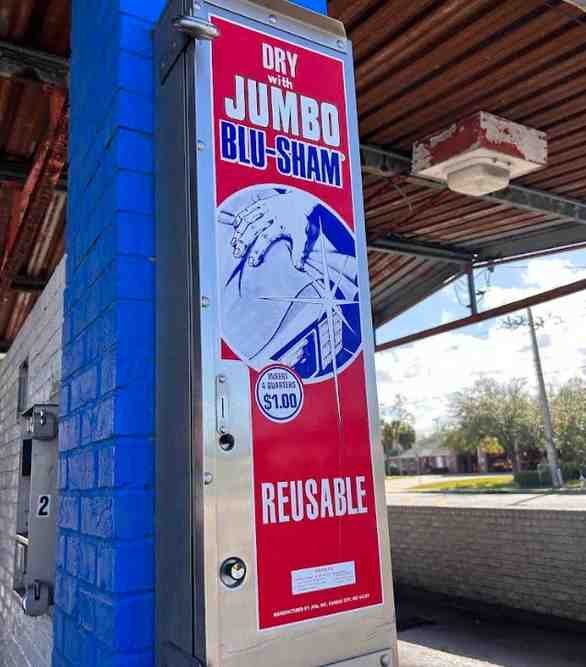 DRY
with
JUMBO
BLU-SHAM
INSERT
4 QUARTERS
$1.00
REUSABLE
2